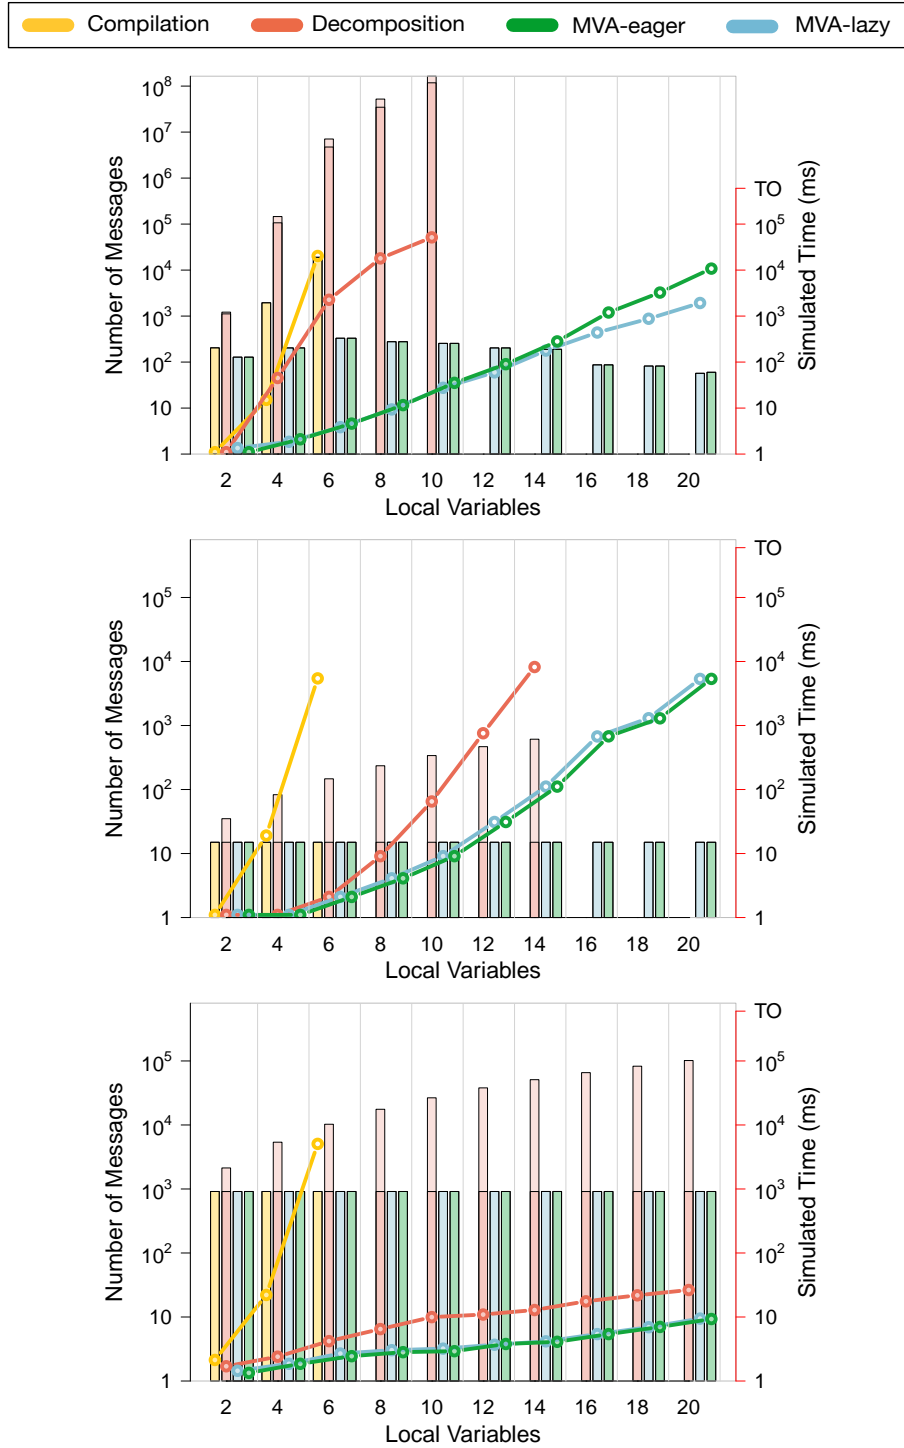 Compilation Decomposition MVA-eager MVA-lazy
Number of Messages
10^8
10^7
10^6
10^5
10^4
10^3
10^2
10
1
TO
10^5
10^4
10^3
10^2
10
1
Simulated Time (ms)
2 4 6 8 10 12 14 16 18 20
Local Variables
Number of Messages
10^5
10^4
10^3
10^2
10
1
TO
10^5
10^4
10^3
10^2
10
1
Simulated Time (ms)
2 4 6 8 10 12 14 16 18 20
Local Variables
Number of Messages
10^5
10^4
10^3
10^2
10
1
TO
10^5
10^4
10^3
10^2
10
1
Simulated Time (ms)
2 4 6 8 10 12 14 16 18 20
Local Variables